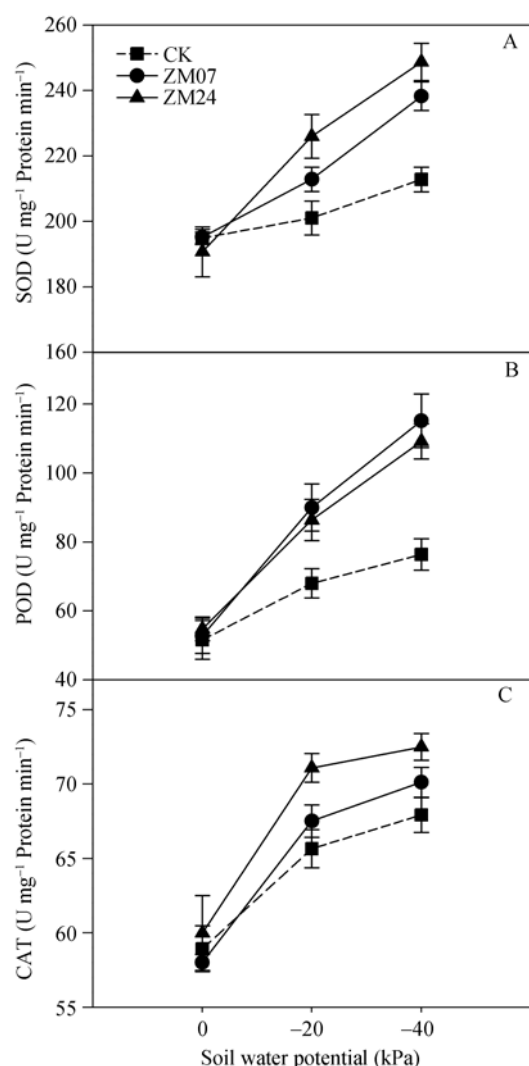 260
A
CK
ZM07
ZM24
240
220
200
180
160
SOD (U mg⁻¹ Protein min⁻¹)
B
120
100
80
60
40
POD (U mg⁻¹ Protein min⁻¹)
C
75
70
65
60
55
CAT (U mg⁻¹ Protein min⁻¹)
0 –20 –40
Soil water potential (kPa)